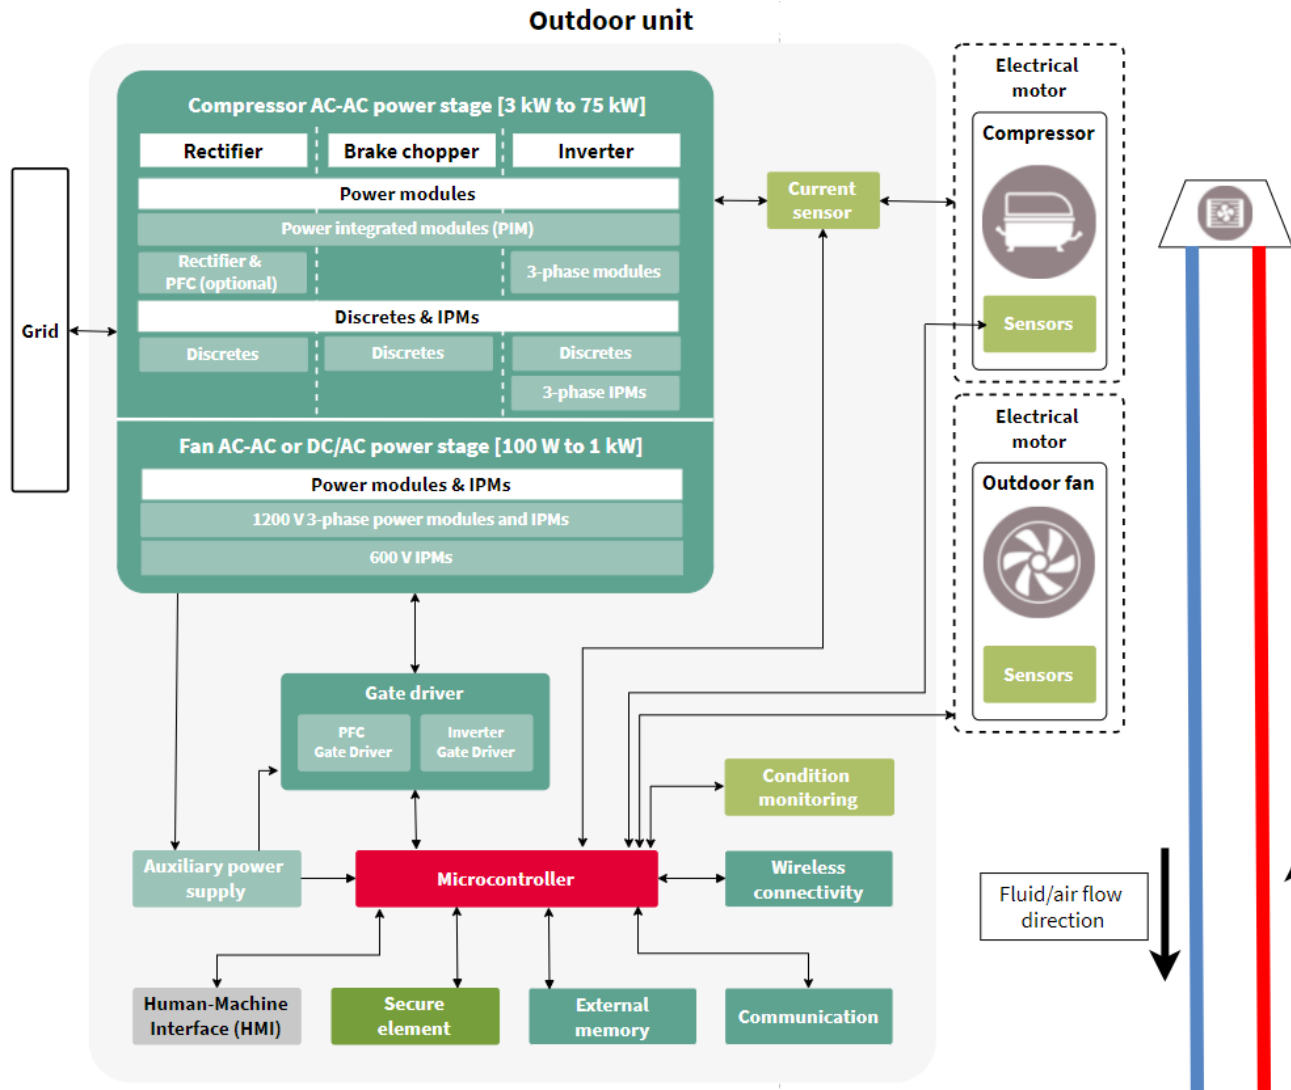 Outdoor unit
Compressor AC-AC power stage [3 kW to 75 kW]
Rectifier
Brake chopper
Inverter
Power modules
Power integrated modules (PIM)
Rectifier &
PFC (optional)
3-phase modules
Discretes & IPMs
Discretes
Discretes
Discretes
3-phase IPMs
Fan AC-AC or DC/AC power stage [100 W to 1 kW]
Power modules & IPMs
1200 V 3-phase power modules and IPMs
600 V IPMs
Grid
Current
sensor
Electrical
motor
Compressor
Sensors
Electrical
motor
Outdoor fan
Sensors
Gate driver
PFC
Gate Driver
Inverter
Gate Driver
Condition
monitoring
Auxiliary power
supply
Microcontroller
Wireless
connectivity
Fluid/air flow
direction
Human-Machine
Interface (HMI)
Secure
element
External
memory
Communication